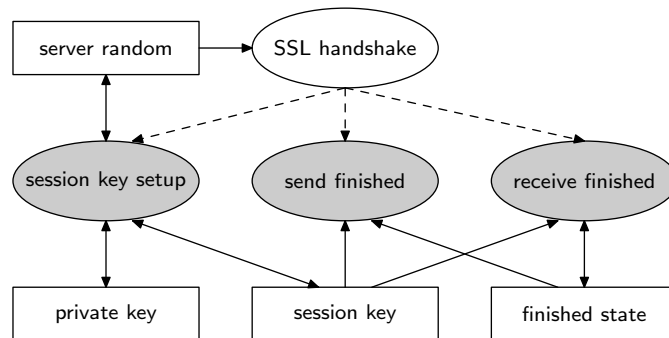 server random
SSL handshake
session key setup
send finished
receive finished
private key
session key
finished state